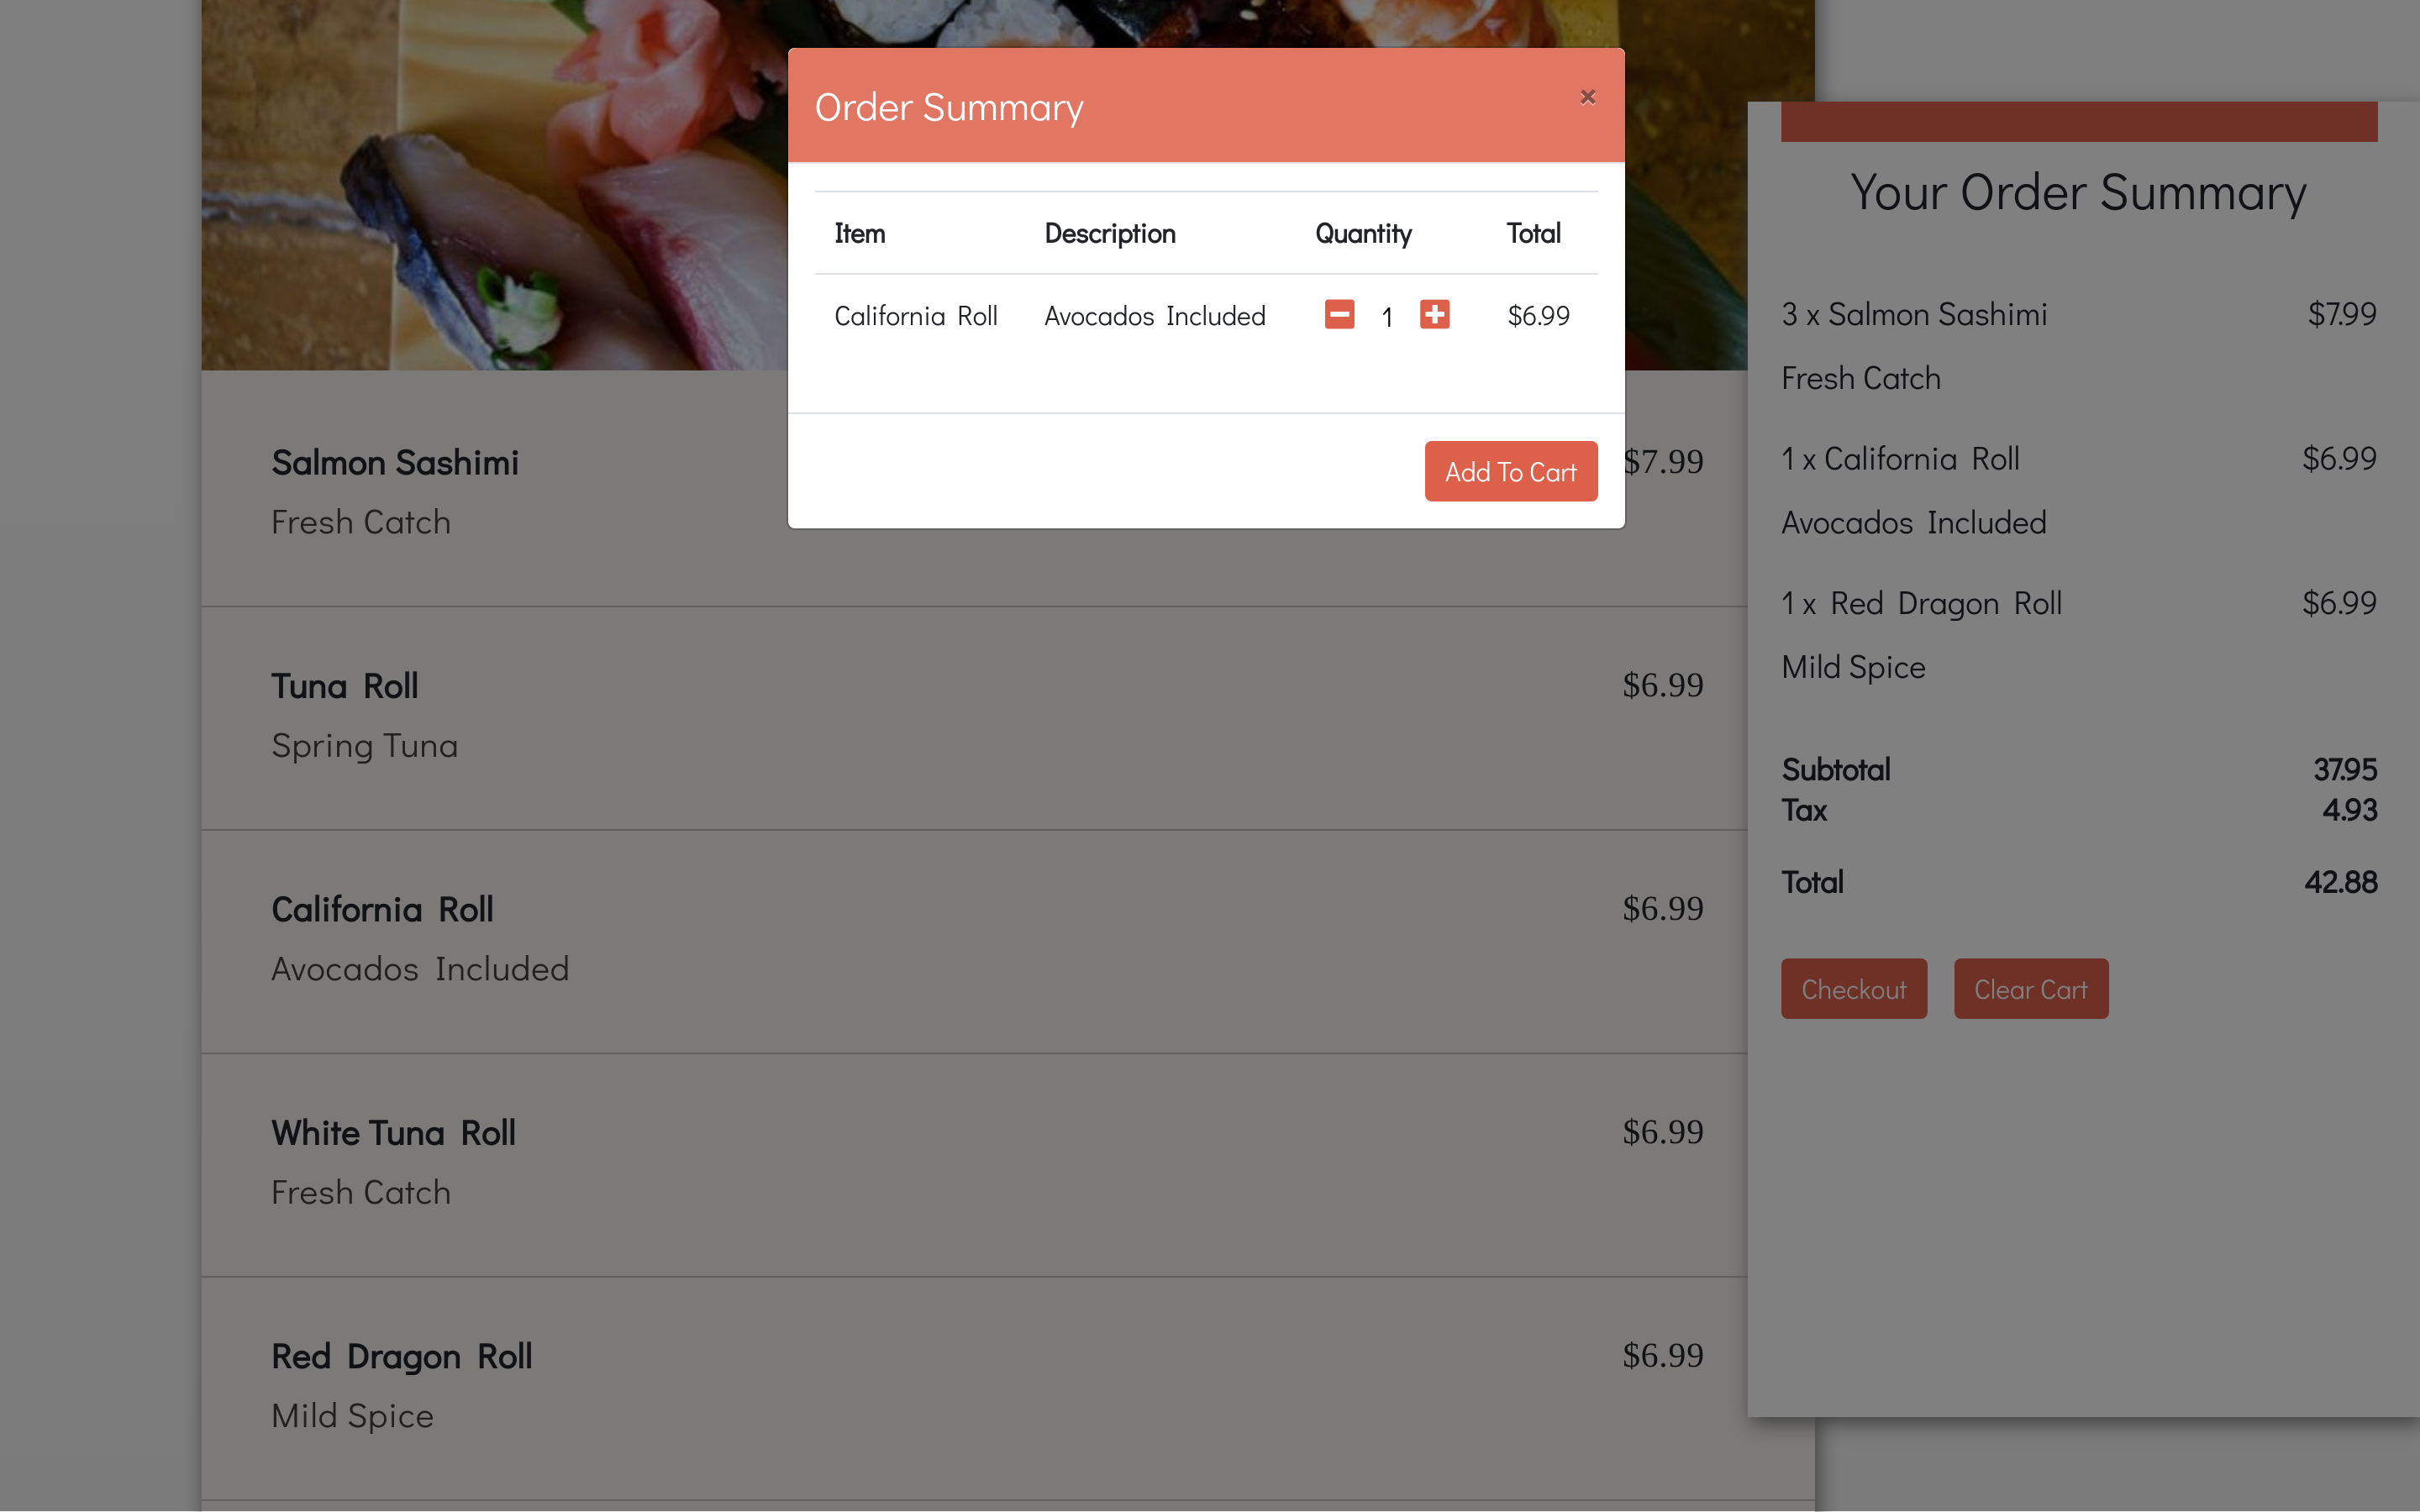 Order Summary ×
Item Description Quantity Total
California Roll Avocados Included 1 $6.99
Add To Cart
Salmon Sashimi $7.99
Fresh Catch
Tuna Roll $6.99
Spring Tuna
California Roll $6.99
Avocados Included
White Tuna Roll $6.99
Fresh Catch
Red Dragon Roll $6.99
Mild Spice
Your Order Summary
3 x Salmon Sashimi $7.99
Fresh Catch
1 x California Roll $6.99
Avocados Included
1 x Red Dragon Roll $6.99
Mild Spice
Subtotal 37.95
Tax 4.93
Total 42.88
Checkout Clear Cart